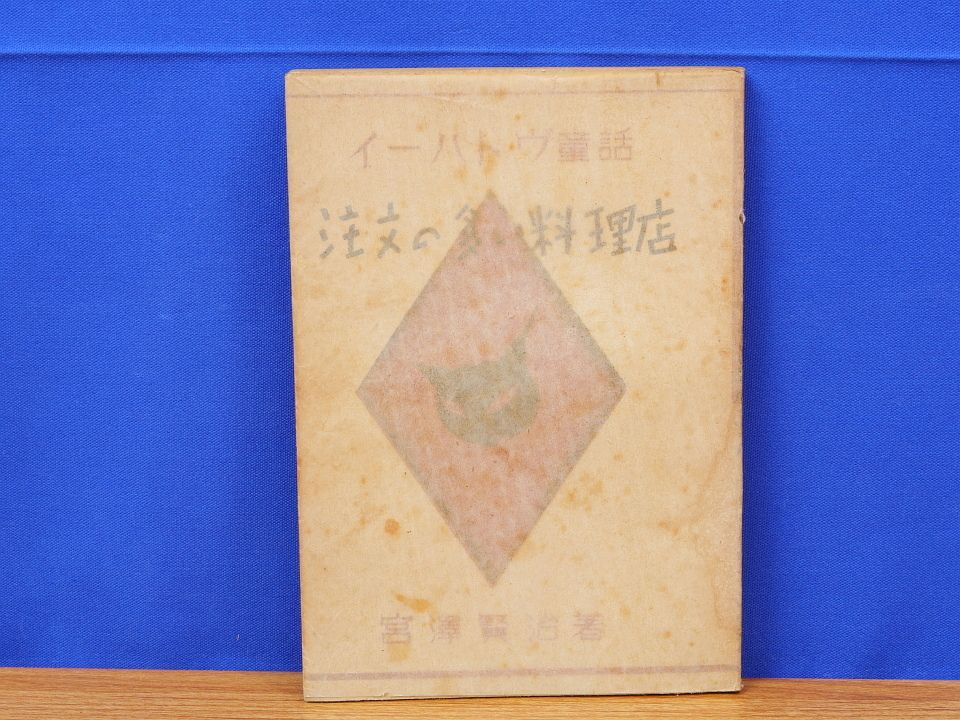 イーハトヴ童話
注文の多い料理店
宮澤賢治著